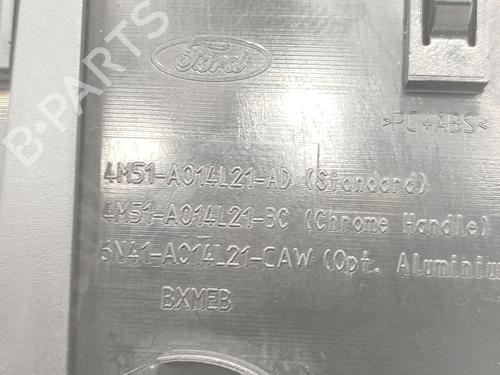 B-PARTS
Ford
>PC+ABS<
4M51-A014L21-AD (Standard)
4M51-A014L21-BC (Chrome Handle)
6N41-A014L21-CAW (Opt. Aluminiu
BXMEB